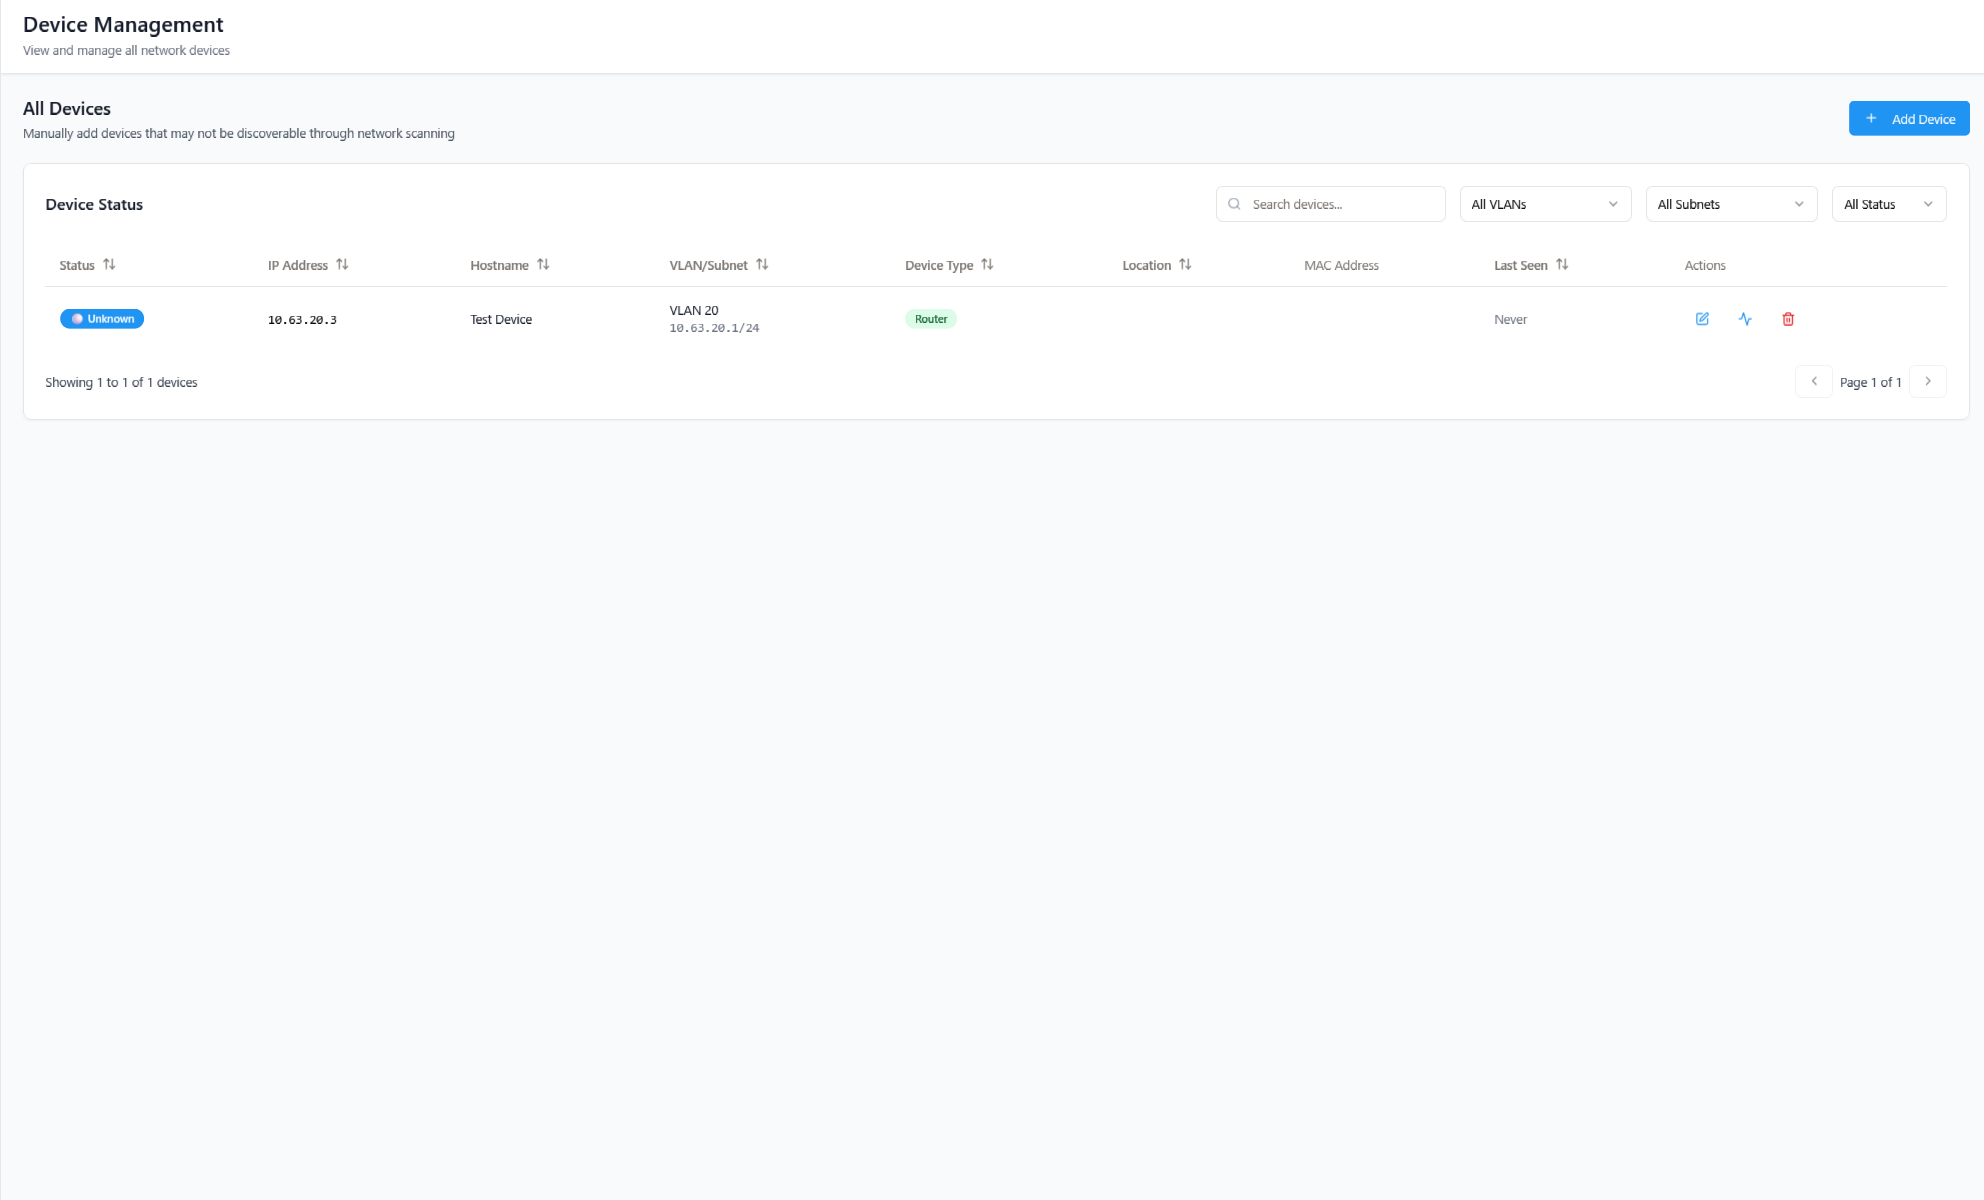 Device Management
View and manage all network devices
All Devices
Manually add devices that may not be discoverable through network scanning
Add Device
Device Status
Search devices...
All VLANs
All Subnets
All Status
Status IP Address Hostname VLAN/Subnet Device Type Location MAC Address Last Seen Actions
Unknown 10.63.20.3 Test Device VLAN 20 Router Never
10.63.20.1/24
Showing 1 to 1 of 1 devices
Page 1 of 1